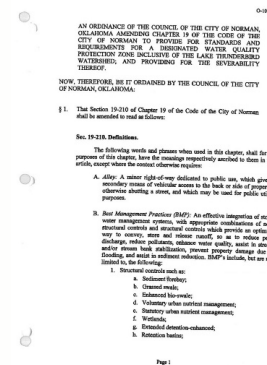 O-10
AN ORDINANCE OF THE COUNCIL OF THE CITY OF NORMAN,
OKLAHOMA AMENDING CHAPTER 19 OF THE CODE OF THE
CITY OF NORMAN TO PROVIDE FOR STANDARDS AND
REQUIREMENTS FOR A DESIGNATED WATER QUALITY
PROTECTION ZONE INCLUSIVE OF THE LAKE THUNDERBIRD
WATERSHED; AND PROVIDING FOR THE SEVERABILITY
THEREOF.
NOW, THEREFORE, BE IT ORDAINED BY THE COUNCIL OF THE CITY
OF NORMAN, OKLAHOMA:
§ 1. That Section 19-210 of Chapter 19 of the Code of the City of Norman
shall be amended to read as follows:
Sec. 19-210. Definitions.
The following words and phrases when used in this chapter, shall for
purposes of this chapter, have the meanings respectively ascribed to them in
article, except where the context otherwise requires:
A. Alley: A minor right-of-way dedicated to public use, which give
secondary means of vehicular access to the back or side of proper
otherwise abutting a street, and which may be used for public util
purposes.
B. Best Management Practices (BMP): An effective integration of sto
water management systems, with appropriate combinations of n
structural controls and structural controls which provide an optim
way to convey, store and release runoff, so as to reduce pe
discharge, reduce pollutants, enhance water quality, assist in strea
and/or stream bank stabilization, prevent property damage due
flooding, and assist in sediment reduction. BMP's include, but are n
limited to, the following:
1. Structural controls such as:
a. Sediment forebay;
b. Grassed swale;
c. Enhanced bio-swale;
d. Voluntary urban nutrient management;
e. Statutory urban nutrient management;
f. Wetlands;
g. Extended detention-enhanced;
h. Retention basins;
Page 1